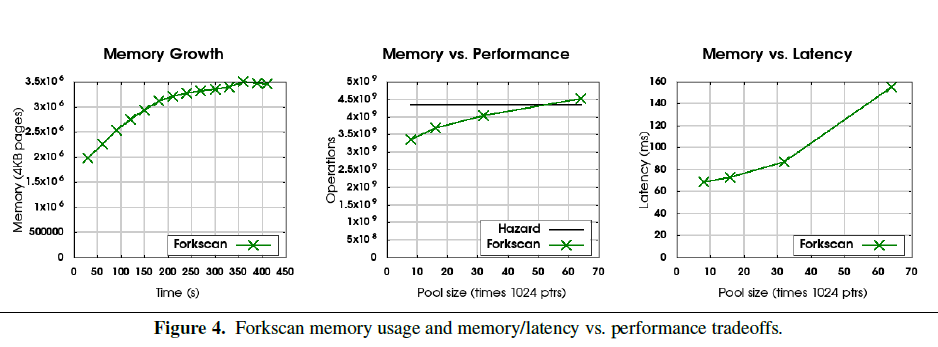 Memory Growth
Memory (4KB pages)
3.5x10^6
3x10^6
2.5x10^6
2x10^6
1.5x10^6
1x10^6
500000
0
Forkscan
0 50 100 150 200 250 300 350 400 450
Time (s)
Memory vs. Performance
Operations
5x10^9
4.5x10^9
4x10^9
3.5x10^9
3x10^9
2.5x10^9
2x10^9
1.5x10^9
1x10^9
5x10^8
0
Hazard
Forkscan
0 10 20 30 40 50 60 70
Pool size (times 1024 ptrs)
Memory vs. Latency
Latency (ms)
160
140
120
100
80
60
40
20
0
Forkscan
0 10 20 30 40 50 60 70
Pool size (times 1024 ptrs)
Figure 4. Forkscan memory usage and memory/latency vs. performance tradeoffs.